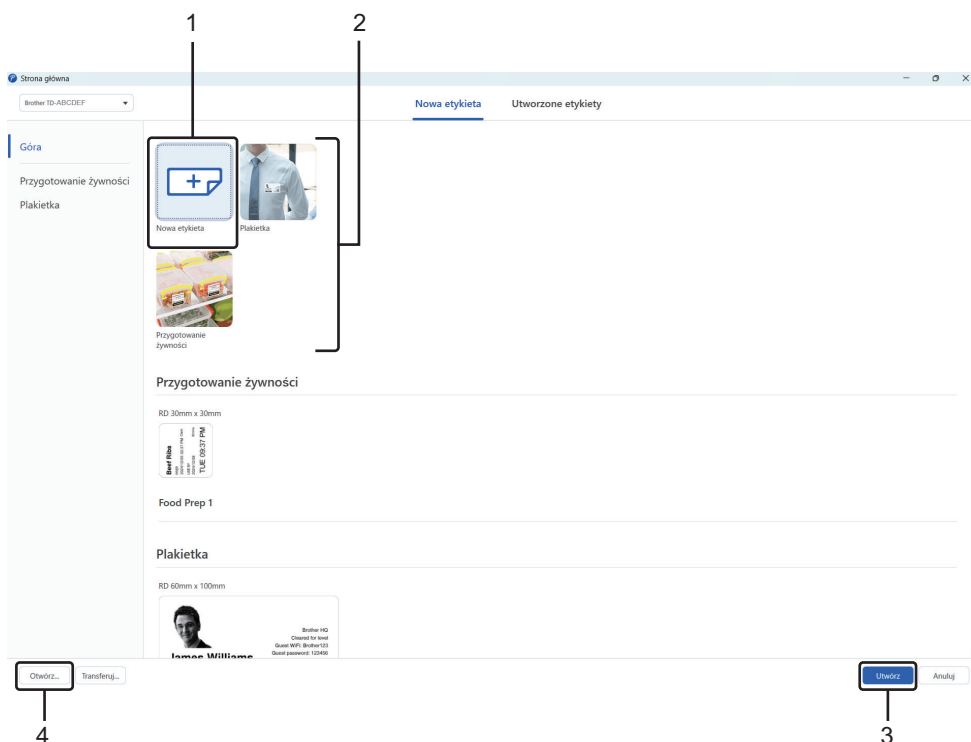 1
2
Strona główna
Brother TD-ABCDEF
Nowa etykieta
Utworzone etykiety
Góra
Przygotowanie żywności
Plakietka
Nowa etykieta
Plakietka
Przygotowanie
żywności
Przygotowanie żywności
RD 30mm x 30mm
Beef Ribs
TUE 09:37 PM
Food Prep 1
Plakietka
RD 60mm x 100mm
Brother HQ
Cleared for level
Guest WiFi: Brother123
Guest password: 123456
James Williams
Otwórz...
Transferuj...
Utwórz
Anuluj
4
3